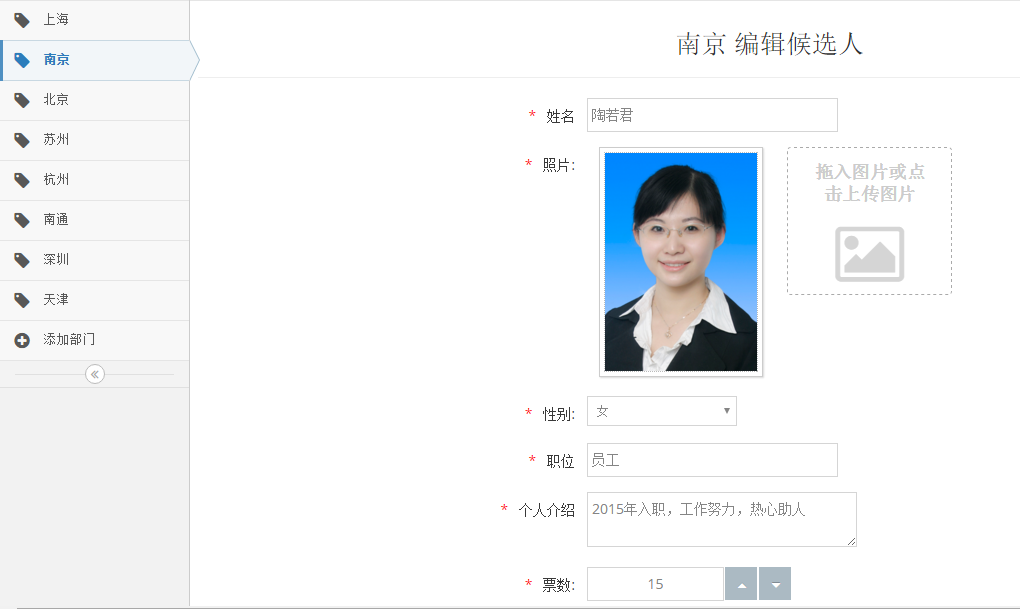 上海
南京
北京
苏州
杭州
南通
深圳
天津
添加部门
南京 编辑候选人
* 姓名 陶若君
* 照片:
拖入图片或点
击上传图片
* 性别: 女
* 职位 员工
* 个人介绍 2015年入职，工作努力，热心助人
* 票数: 15